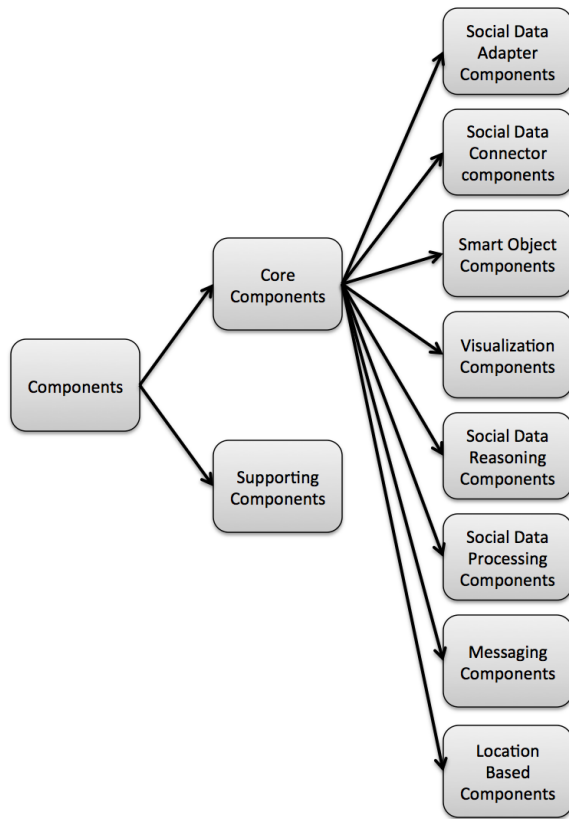 Components
Core
Components
Supporting
Components
Social Data
Adapter
Components
Social Data
Connector
components
Smart Object
Components
Visualization
Components
Social Data
Reasoning
Components
Social Data
Processing
Components
Messaging
Components
Location
Based
Components